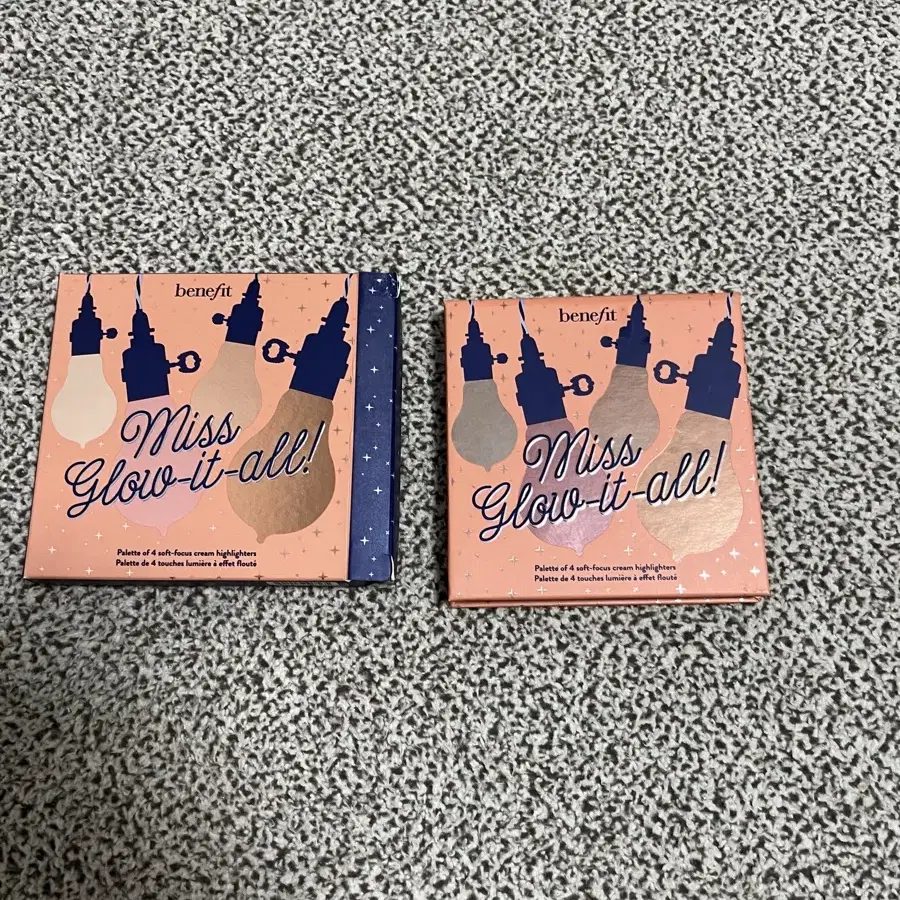 benefit
Miss
Glow-it-all!
Palette of 4 soft-focus cream highlighters
Palette de 4 touches lumière à effet flouté
benefit
Miss
Glow-it-all!
Palette of 4 soft-focus cream highlighters
Palette de 4 touches lumière à effet flouté